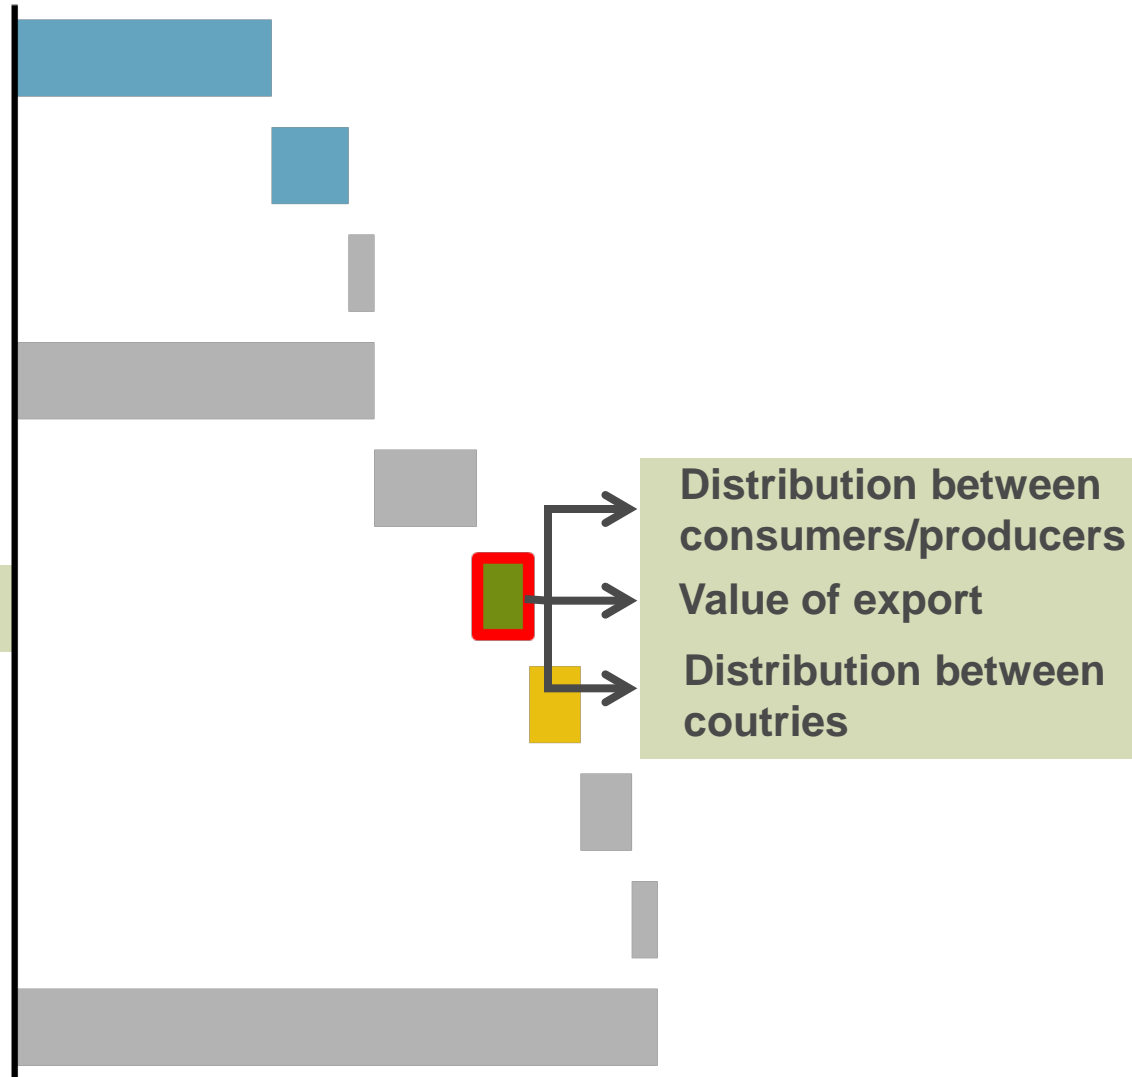 Distribution between
consumers/producers
Value of export
Distribution between
coutries